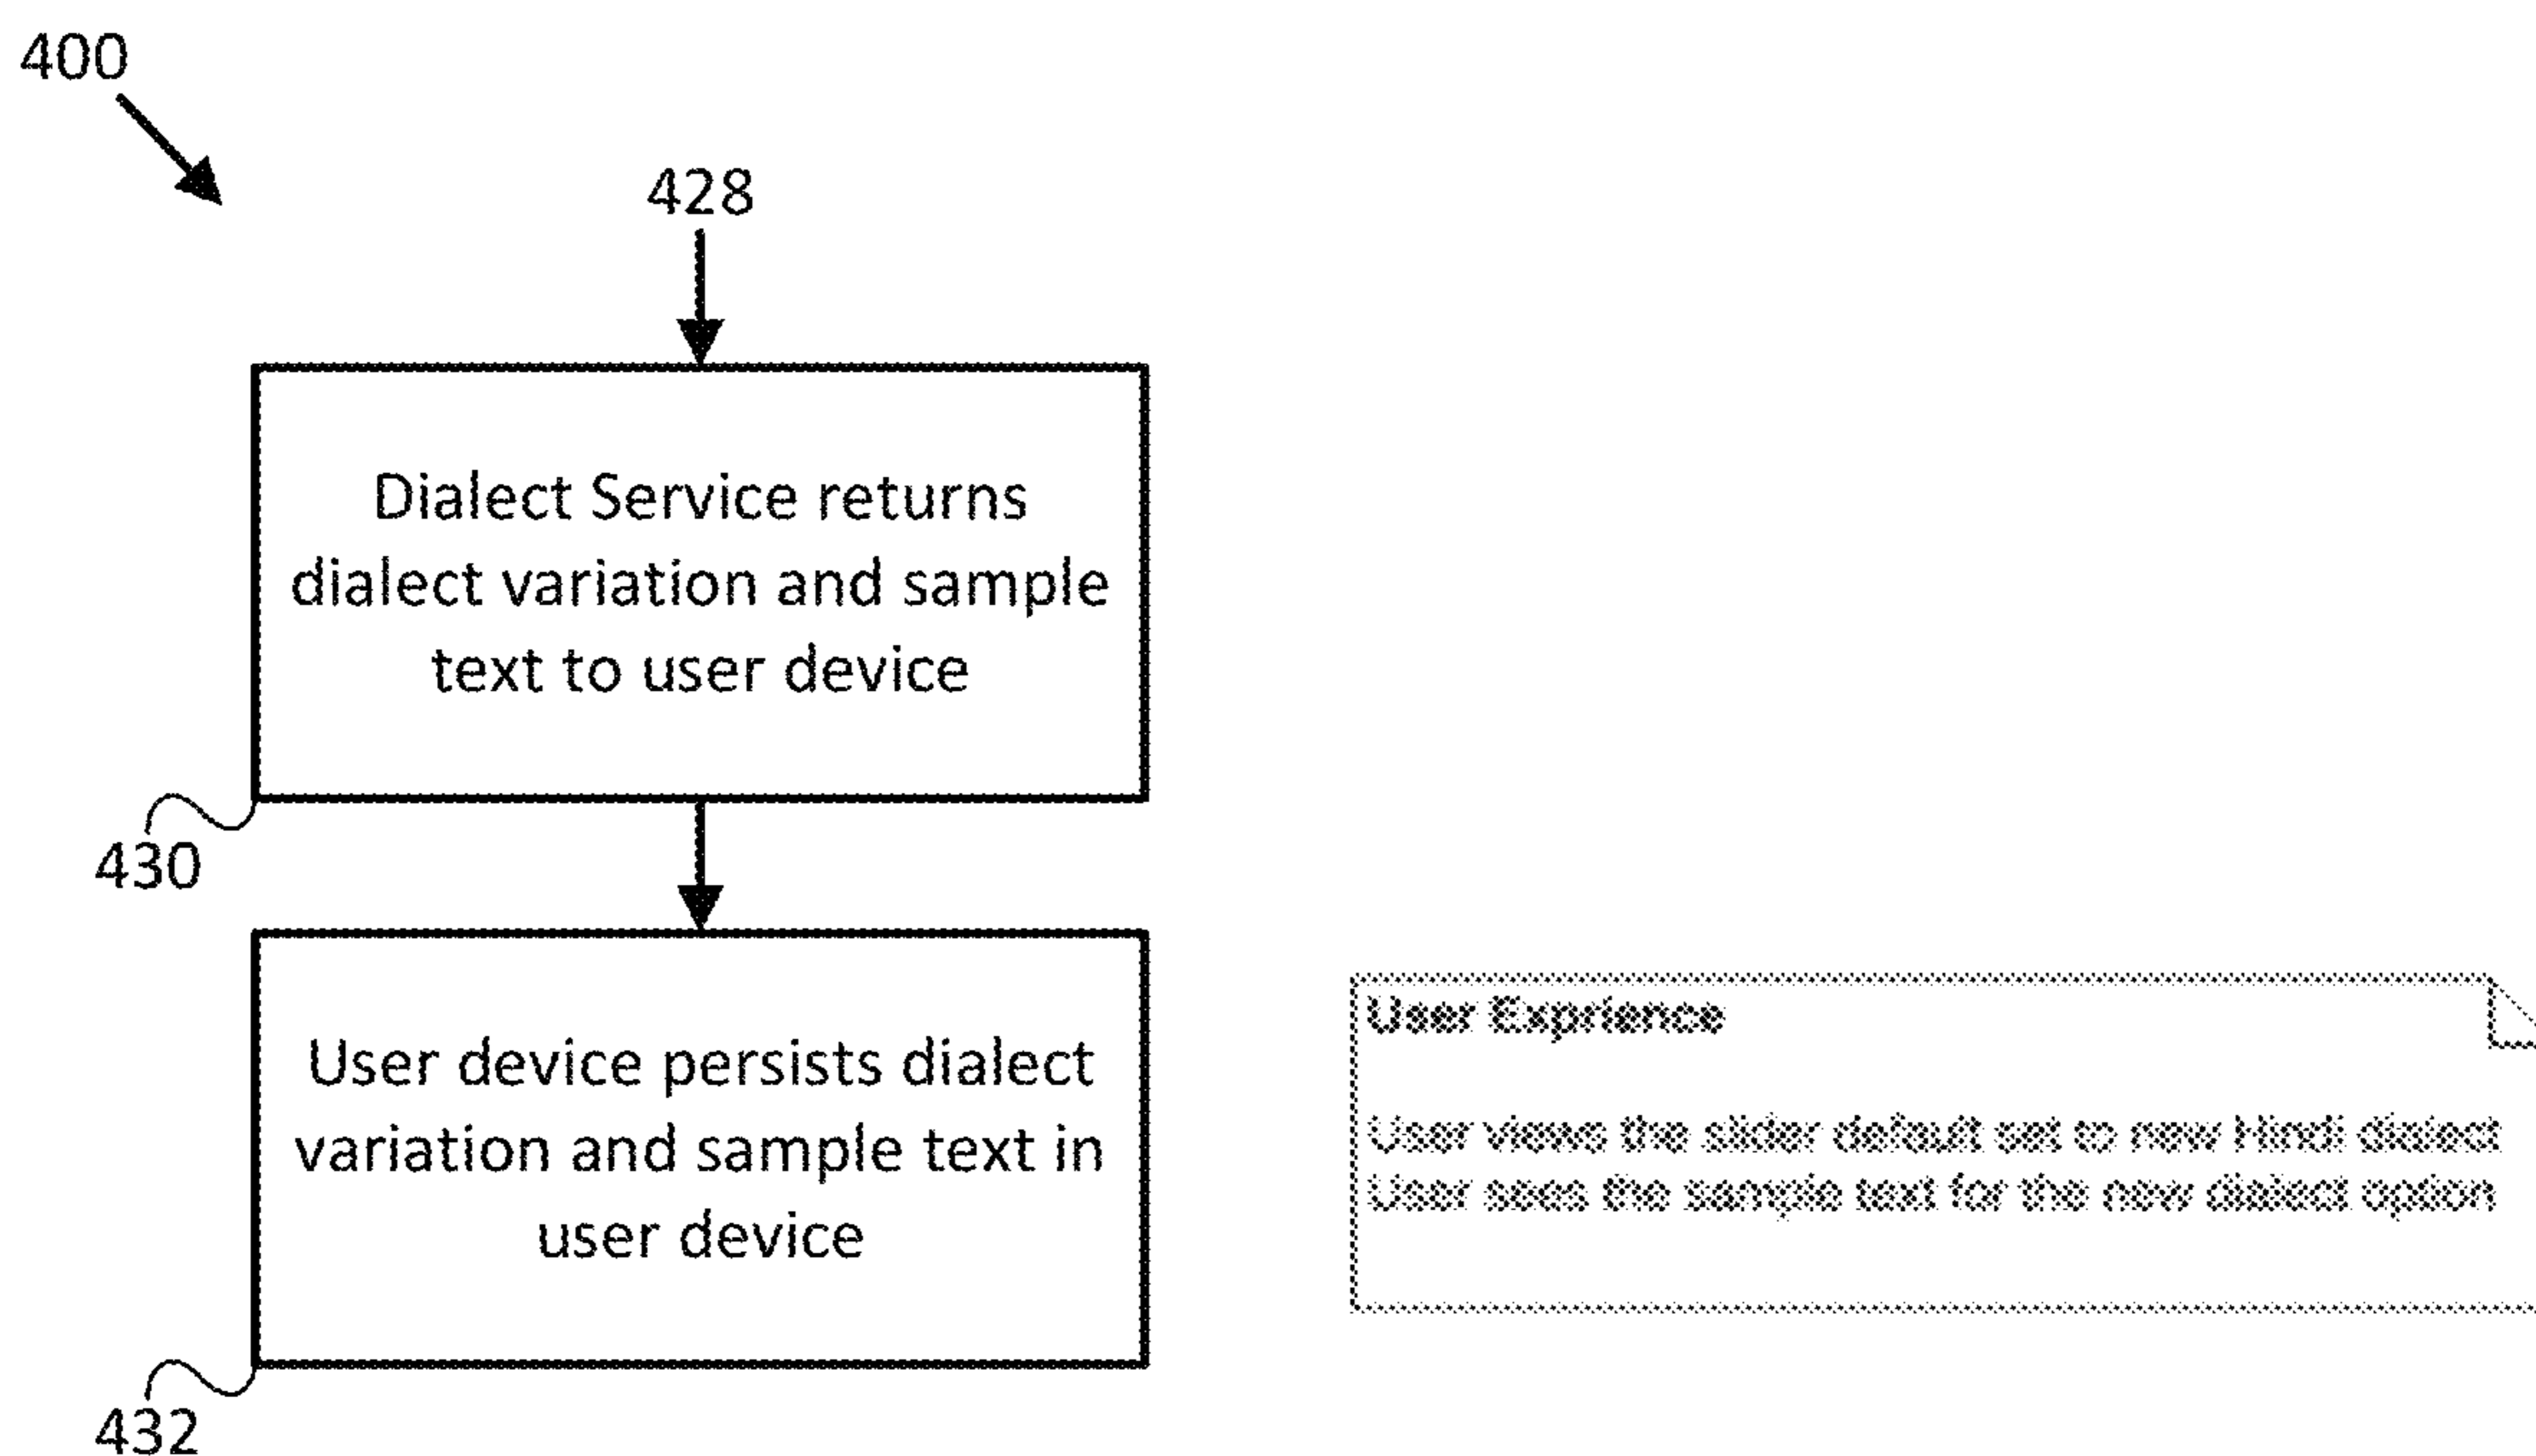 400
428
Dialect Service returns
dialect variation and sample
text to user device
430
User device persists dialect
variation and sample text in
user device
432
User Exprience
User views the slider default set to new Hindi dialect
User sees the sample text for the new dialect option